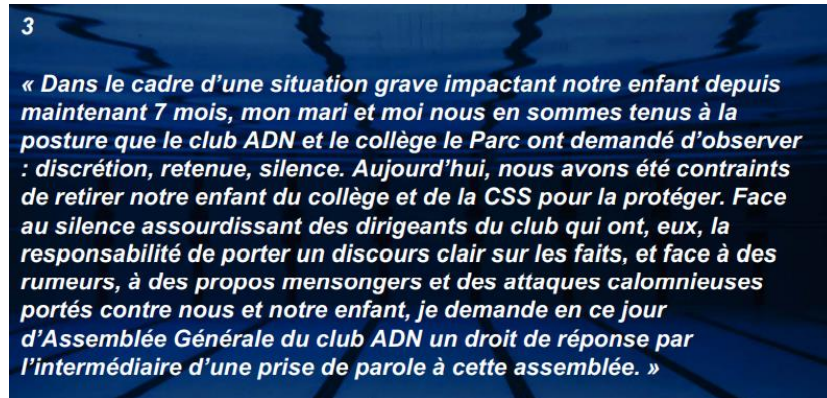 3
« Dans le cadre d’une situation grave impactant notre enfant depuis
maintenant 7 mois, mon mari et moi nous en sommes tenus à la
posture que le club ADN et le collège le Parc ont demandé d’observer
: discrétion, retenue, silence. Aujourd’hui, nous avons été contraints
de retirer notre enfant du collège et de la CSS pour la protéger. Face
au silence assourdissant des dirigeants du club qui ont, eux, la
responsabilité de porter un discours clair sur les faits, et face à des
rumeurs, à des propos mensongers et des attaques calomnieuses
portés contre nous et notre enfant, je demande en ce jour
d’Assemblée Générale du club ADN un droit de réponse par
l’intermédiaire d’une prise de parole à cette assemblée. »